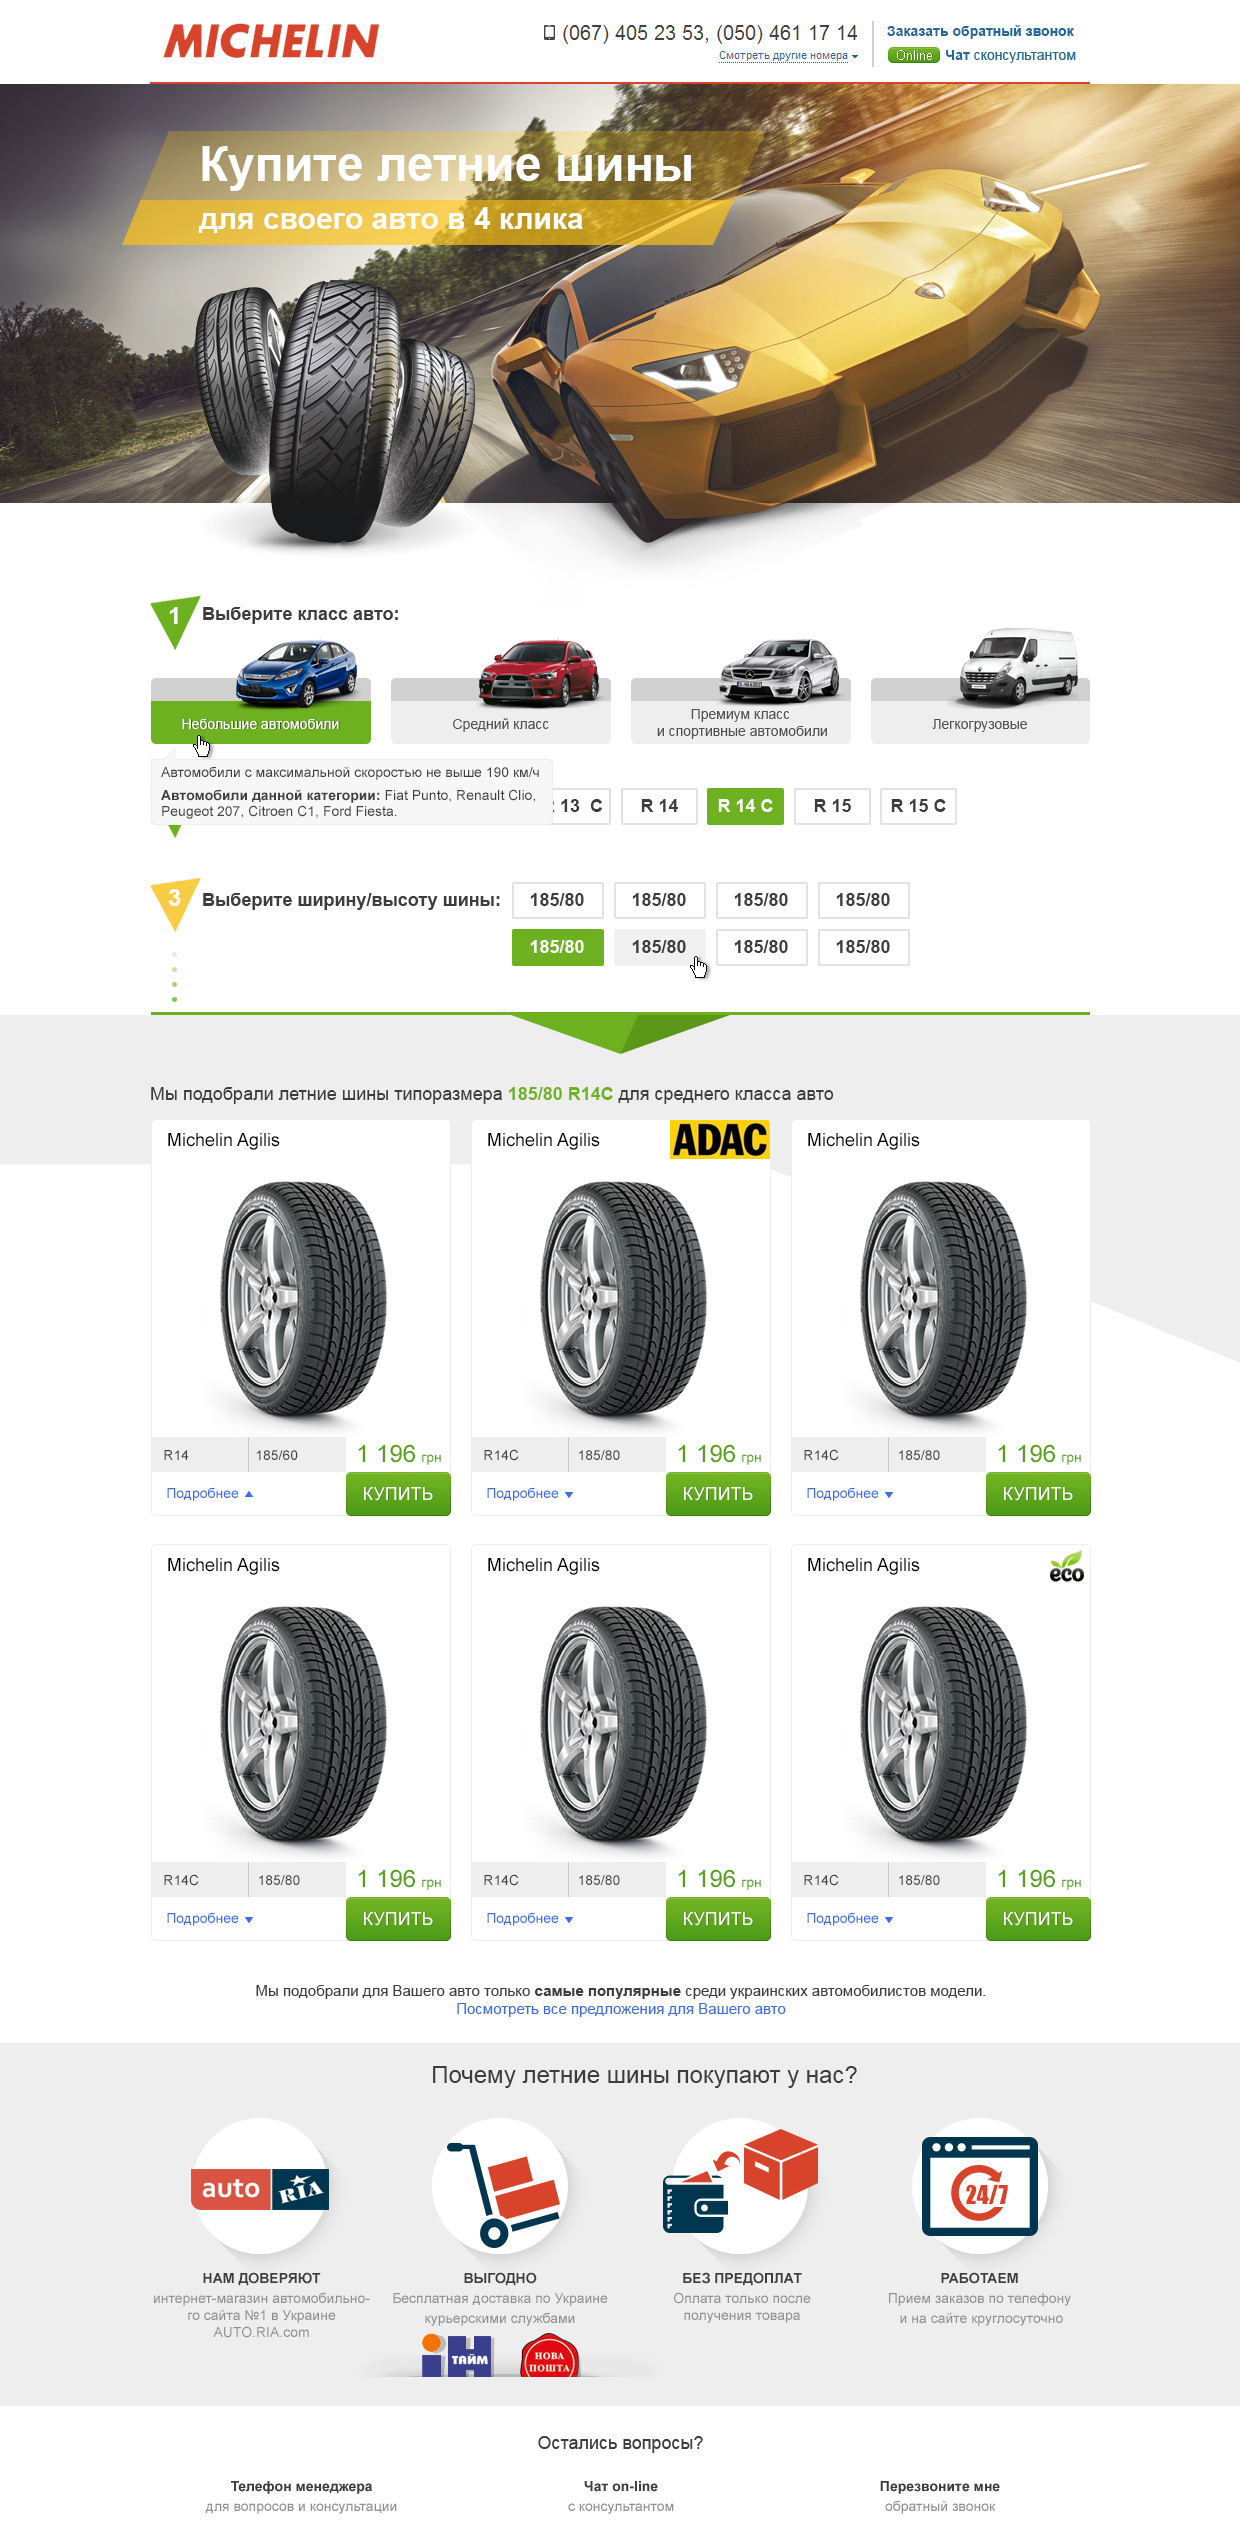 MICHELIN
(067) 405 23 53, (050) 461 17 14
Смотреть другие номера
Заказать обратный звонок
Online Чат сконсультантом
Купите летние шины
для своего авто в 4 клика
1 Выберите класс авто:
Небольшие автомобили
Средний класс
Премиум класс
и спортивные автомобили
Легкогрузовые
Автомобили с максимальной скоростью не выше 190 км/ч
Автомобили данной категории: Fiat Punto, Renault Clio,
Peugeot 207, Citroen C1, Ford Fiesta.
13 C R 14 R 14 C R 15 R 15 C
3 Выберите ширину/высоту шины:
185/80 185/80 185/80 185/80
185/80 185/80 185/80 185/80
Мы подобрали летние шины типоразмера 185/80 R14C для среднего класса авто
Michelin Agilis
R14 185/60 1 196 грн
Подробнее КУПИТЬ
Michelin Agilis ADAC
R14C 185/80 1 196 грн
Подробнее КУПИТЬ
Michelin Agilis
R14C 185/80 1 196 грн
Подробнее КУПИТЬ
Michelin Agilis
R14C 185/80 1 196 грн
Подробнее КУПИТЬ
Michelin Agilis
R14C 185/80 1 196 грн
Подробнее КУПИТЬ
Michelin Agilis eco
R14C 185/80 1 196 грн
Подробнее КУПИТЬ
Мы подобрали для Вашего авто только самые популярные среди украинских автомобилистов модели.
Посмотреть все предложения для Вашего авто
Почему летние шины покупают у нас?
auto RIA
НАМ ДОВЕРЯЮТ
интернет-магазин автомобильно-
го сайта №1 в Украине
AUTO.RIA.com
ВЫГОДНО
Бесплатная доставка по Украине
курьерскими службами
іН ТАЙМ
НОВА
ПОШТА
БЕЗ ПРЕДОПЛАТ
Оплата только после
получения товара
24/7
РАБОТАЕМ
Прием заказов по телефону
и на сайте круглосуточно
Остались вопросы?
Телефон менеджера
для вопросов и консультации
Чат on-line
с консультантом
Перезвоните мне
обратный звонок